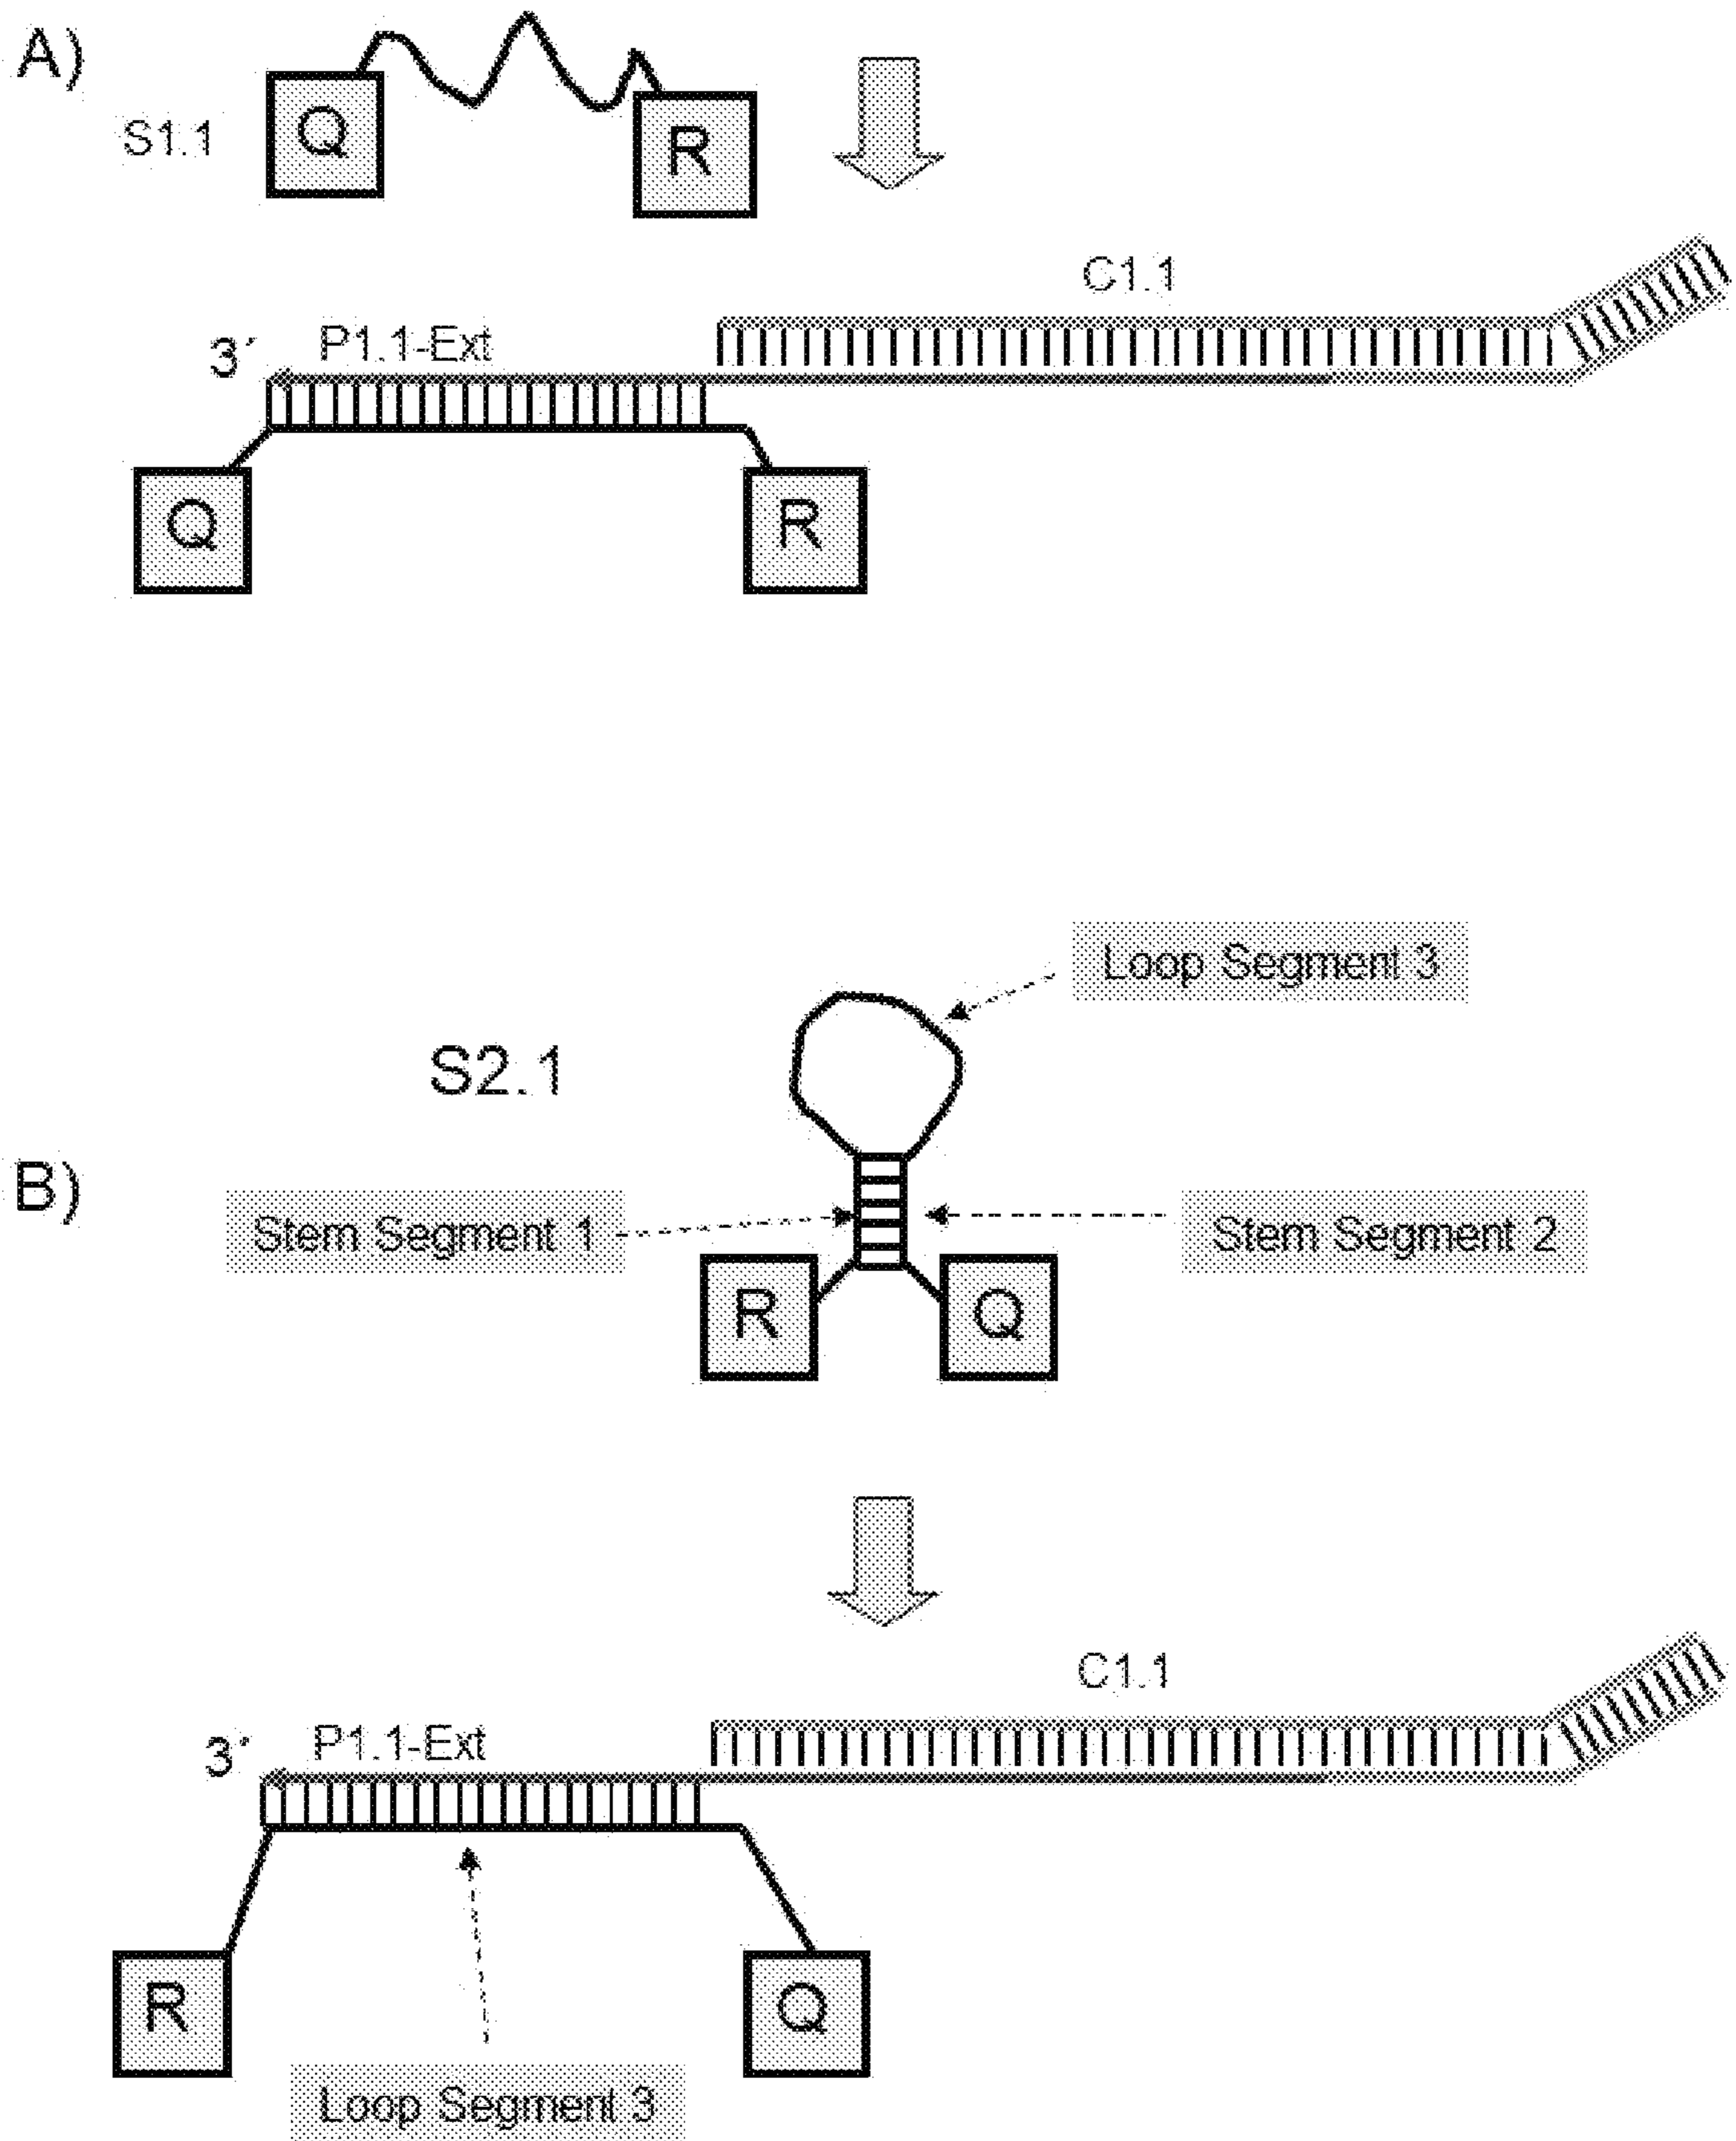 A)
S1.1
Q
R
C1.1
3´
P1.1-Ext
Q
R
Loop Segment 3
S2.1
B)
Stem Segment 1
Stem Segment 2
R
Q
C1.1
3´
P1.1-Ext
R
Q
Loop Segment 3